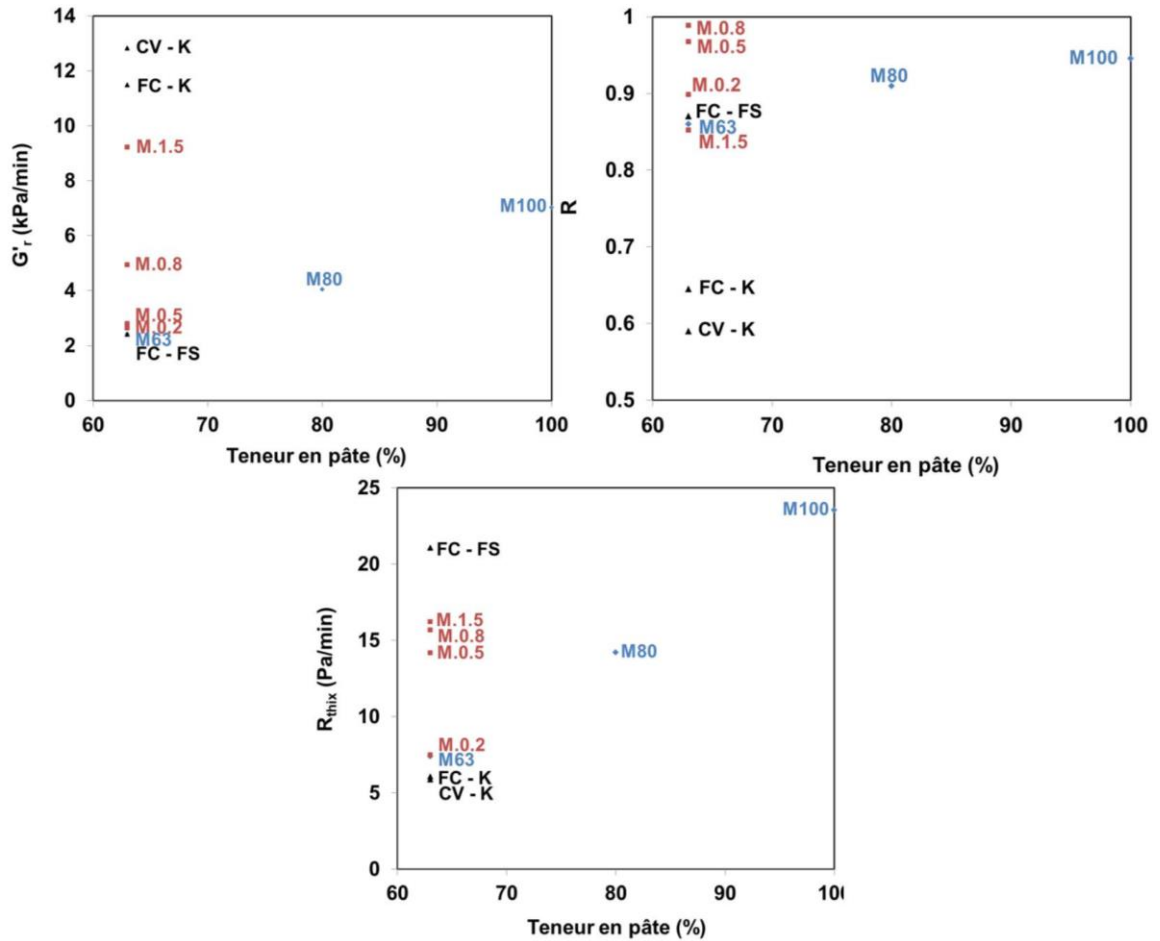 14
12
10
8
6
4
2
0
G'r (kPa/min)
CV - K
FC - K
M.1.5
M.0.8
M.0.5
M.0.2
M63
FC - FS
M80
M100
60 70 80 90 100
Teneur en pâte (%)
1
0.9
0.8
0.7
0.6
0.5
R
M.0.8
M.0.5
M.0.2
FC - FS
M63
M.1.5
FC - K
CV - K
M80
M100
60 70 80 90 100
Teneur en pâte (%)
25
20
15
10
5
0
Rthix (Pa/min)
M100
FC - FS
M.1.5
M.0.8
M.0.5
M80
M.0.2
M63
FC - K
CV - K
60 70 80 90 100
Teneur en pâte (%)